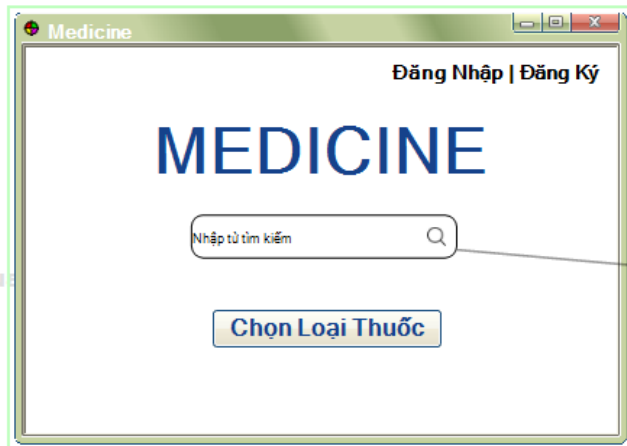 Medicine
Đăng Nhập | Đăng Ký
MEDICINE
Nhập từ tìm kiếm
Chọn Loại Thuốc